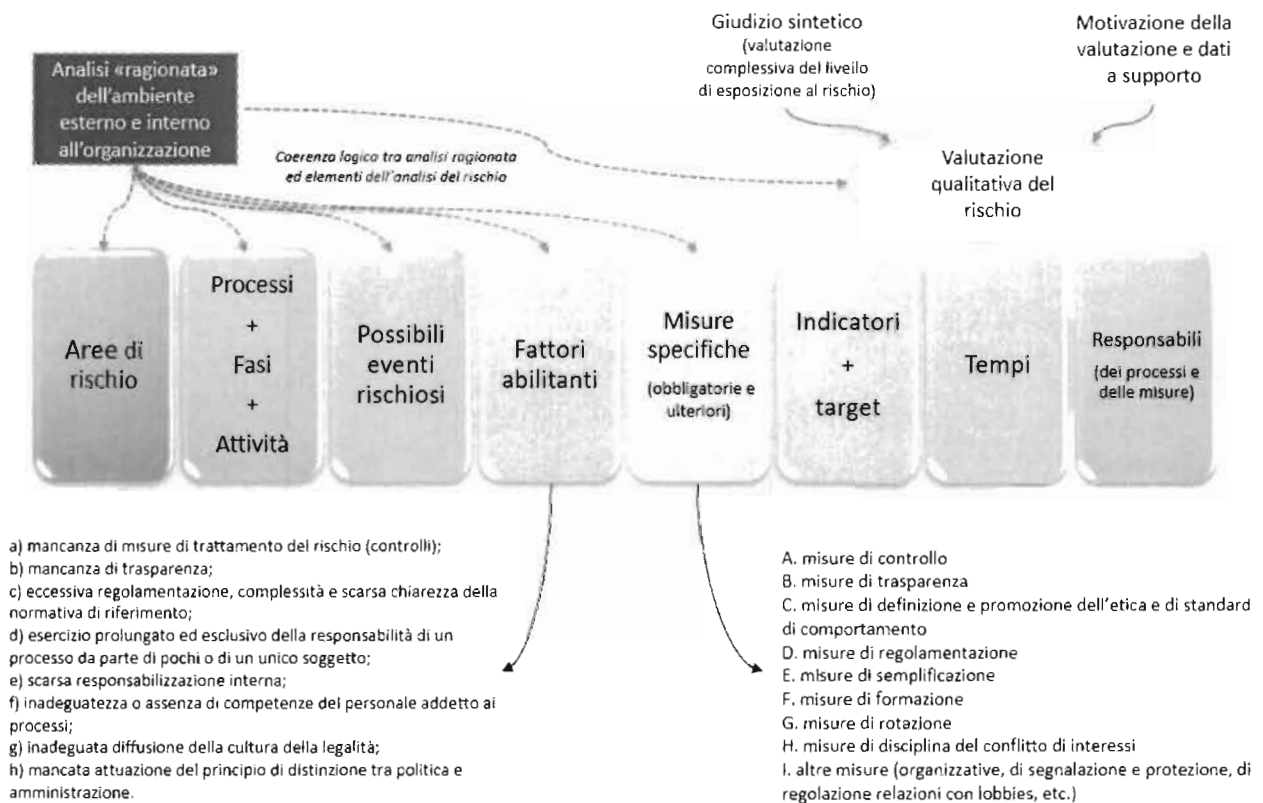 Giudizio sintetico
(valutazione
complessiva del livello
di esposizione al rischio)
Motivazione della
valutazione e dati
a supporto
Analisi «ragionata»
dell'ambiente
esterno e interno
all'organizzazione
Coerenza logica tra analisi ragionata
ed elementi dell'analisi del rischio
Valutazione
qualitativa del
rischio
Aree di
rischio
Processi
+
Fasi
+
Attività
Possibili
eventi
rischiosi
Fattori
abilitanti
Misure
specifiche
(obbligatorie e
ulteriori)
Indicatori
+
target
Tempi
Responsabili
(dei processi e
delle misure)
a) mancanza di misure di trattamento del rischio (controlli);
b) mancanza di trasparenza;
c) eccessiva regolamentazione, complessità e scarsa chiarezza della
normativa di riferimento;
d) esercizio prolungato ed esclusivo della responsabilità di un
processo da parte di pochi o di un unico soggetto;
e) scarsa responsabilizzazione interna;
f) inadeguatezza o assenza di competenze del personale addetto ai
processi;
g) inadeguata diffusione della cultura della legalità;
h) mancata attuazione del principio di distinzione tra politica e
amministrazione.
A. misure di controllo
B. misure di trasparenza
C. misure di definizione e promozione dell'etica e di standard
di comportamento
D. misure di regolamentazione
E. misure di semplificazione
F. misure di formazione
G. misure di rotazione
H. misure di disciplina del conflitto di interessi
I. altre misure (organizzative, di segnalazione e protezione, di
regolazione relazioni con lobbies, etc.)